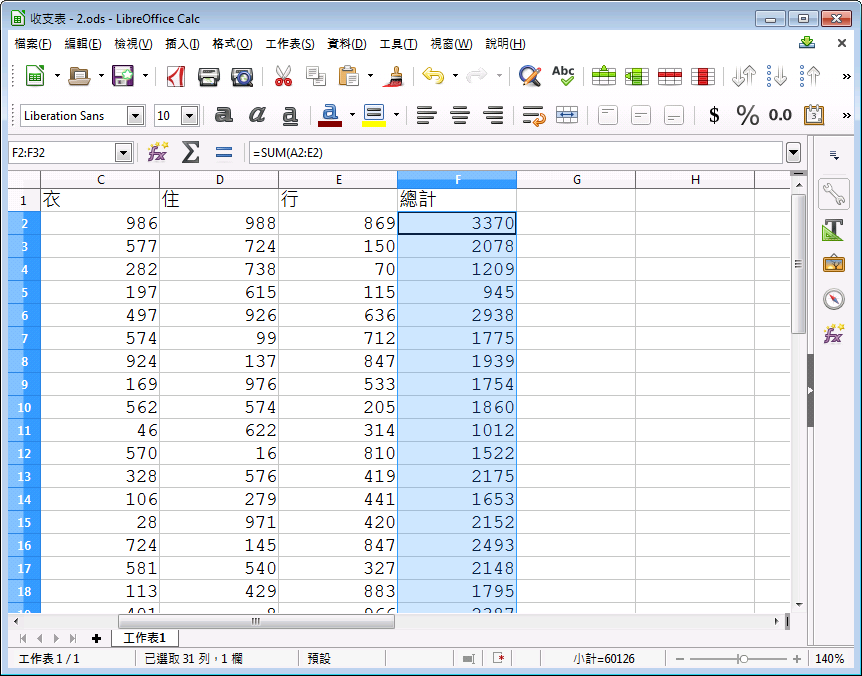 收支表 - 2.ods - LibreOffice Calc
檔案(F) 編輯(E) 檢視(V) 插入(I) 格式(O) 工作表(S) 資料(D) 工具(T) 視窗(W) 說明(H)
Abc
Liberation Sans 10 a a a a $ % 0.0
F2:F32 fx Σ = =SUM(A2:E2)
C D E F G H
1 衣 住 行 總計
2 986 988 869 3370
3 577 724 150 2078
4 282 738 70 1209
5 197 615 115 945
6 497 926 636 2938
7 574 99 712 1775
8 924 137 847 1939
9 169 976 533 1754
10 562 574 205 1860
11 46 622 314 1012
12 570 16 810 1522
13 328 576 419 2175
14 106 279 441 1653
15 28 971 420 2152
16 724 145 847 2493
17 581 540 327 2148
18 113 429 883 1795
工作表1
工作表 1 / 1 已選取 31 列，1 欄 預設 小計=60126 140%